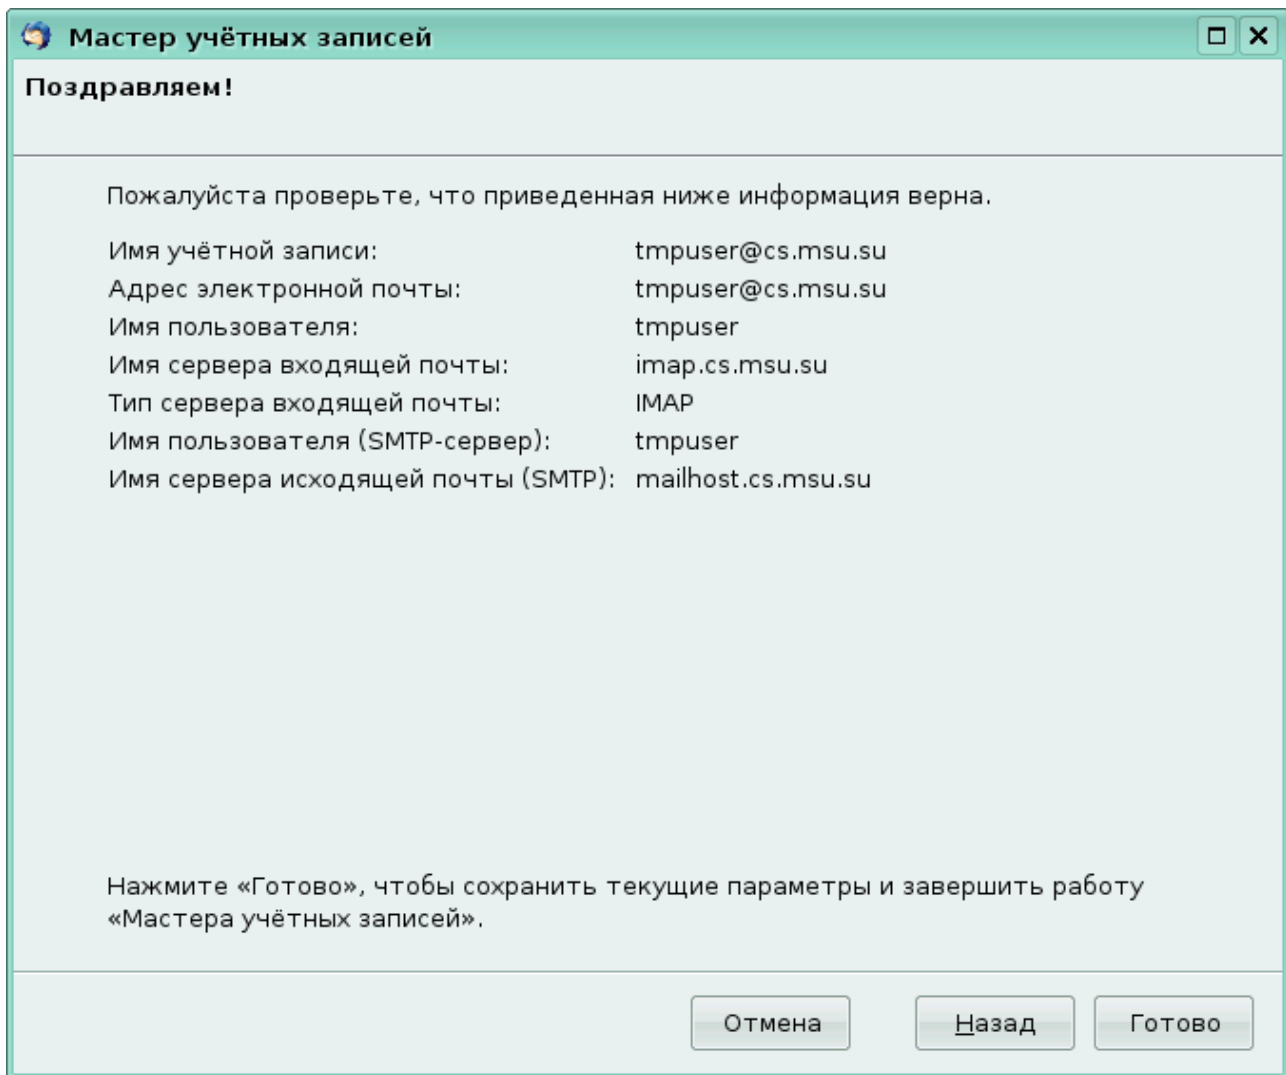 Мастер учётных записей
Поздравляем!
Пожалуйста проверьте, что приведенная ниже информация верна.
Имя учётной записи: tmpuser@cs.msu.su
Адрес электронной почты: tmpuser@cs.msu.su
Имя пользователя: tmpuser
Имя сервера входящей почты: imap.cs.msu.su
Тип сервера входящей почты: IMAP
Имя пользователя (SMTP-сервер): tmpuser
Имя сервера исходящей почты (SMTP): mailhost.cs.msu.su
Нажмите «Готово», чтобы сохранить текущие параметры и завершить работу
«Мастера учётных записей».
Отмена Назад Готово